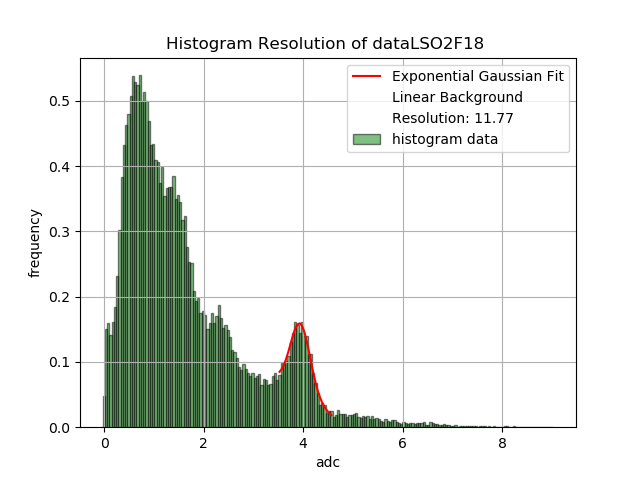 Histogram Resolution of dataLSO2F18
Exponential Gaussian Fit
Linear Background
Resolution: 11.77
histogram data
frequency
0.5
0.4
0.3
0.2
0.1
0.0
0 2 4 6 8
adc